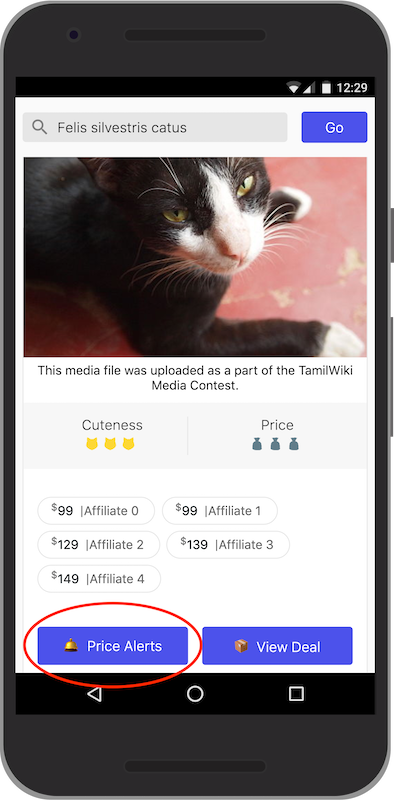 12:29
Felis silvestris catus
Go
This media file was uploaded as a part of the TamilWiki
Media Contest.
Cuteness
Price
$99 |Affiliate 0
$99 |Affiliate 1
$129 |Affiliate 2
$139 |Affiliate 3
$149 |Affiliate 4
Price Alerts
View Deal